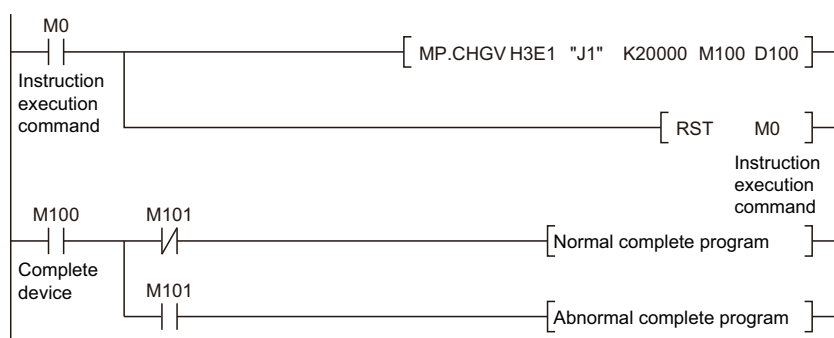 M0
MP.CHGV H3E1 "J1" K20000 M100 D100
Instruction
execution
command
RST M0
Instruction
execution
command
M100 M101
Normal complete program
Complete
device
M101
Abnormal complete program